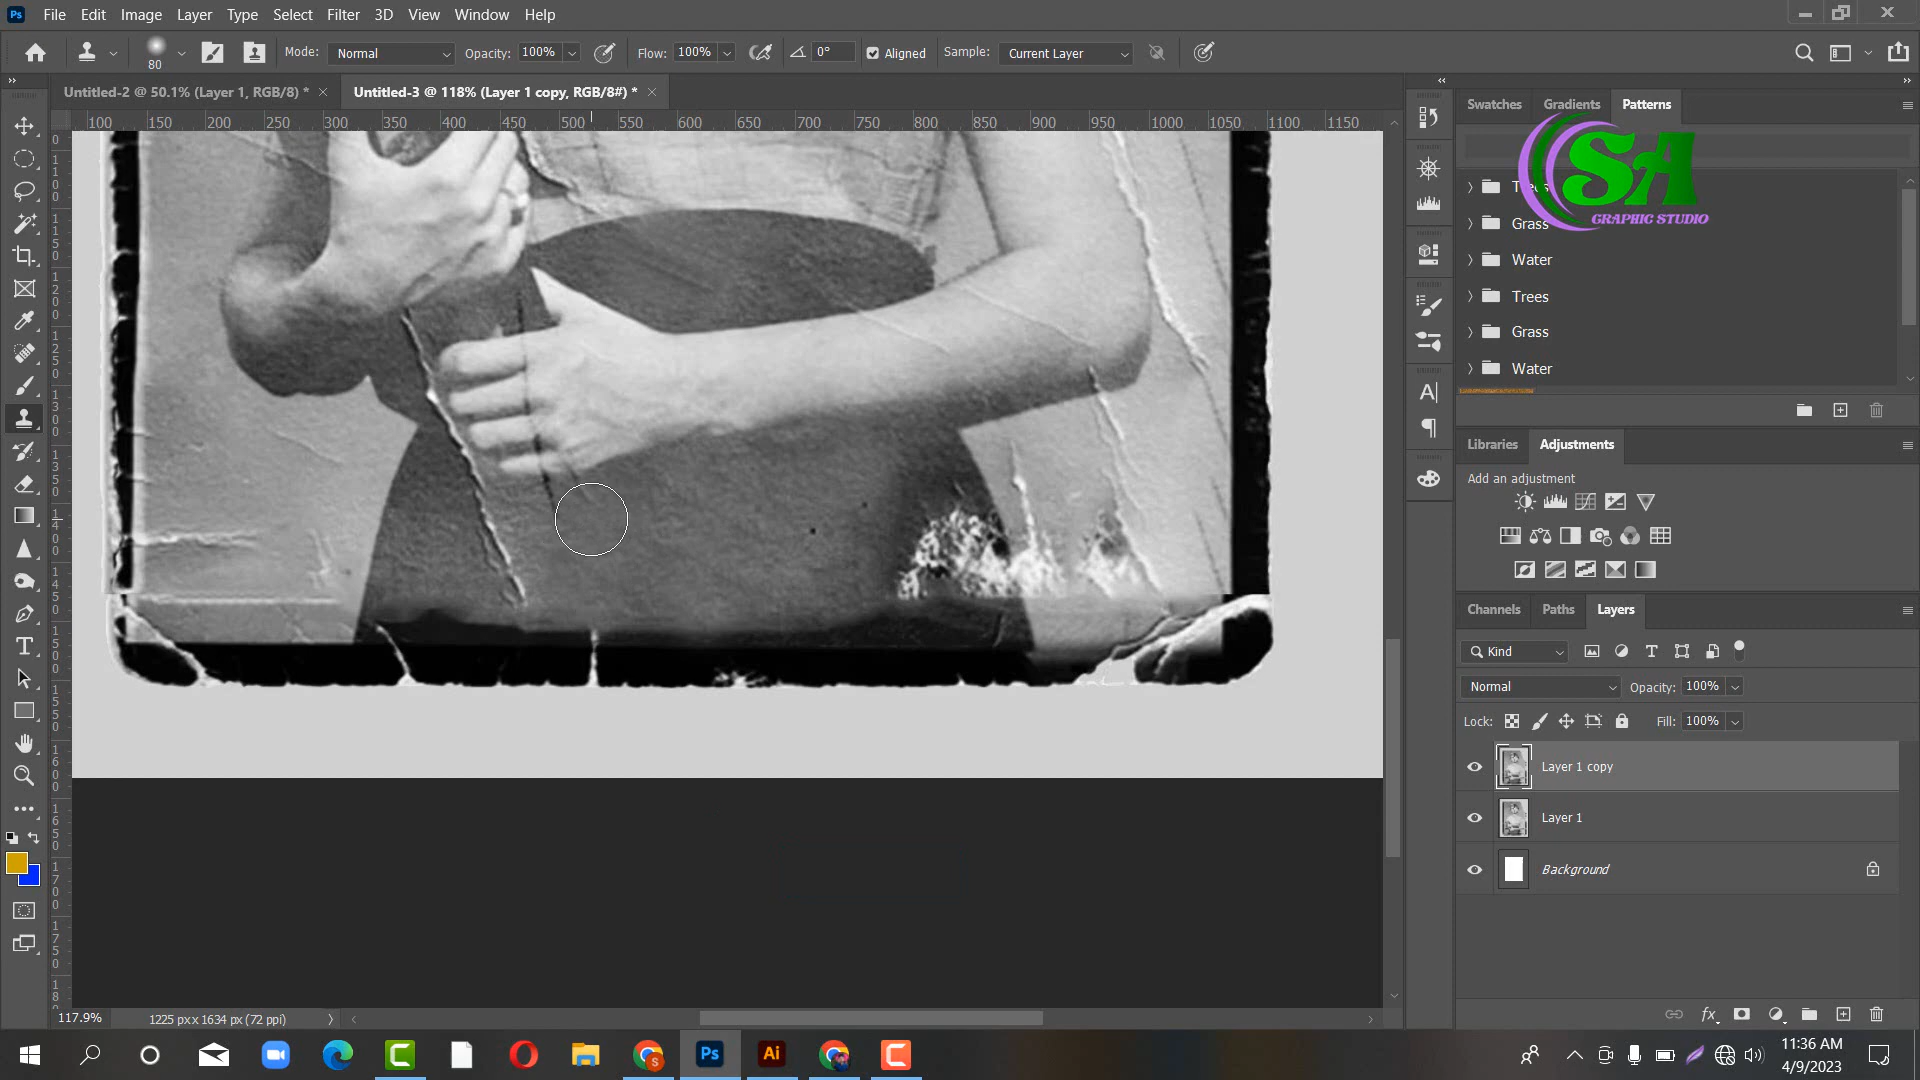 Ps File Edit Image Layer Type Select Filter 3D View Window Help
80 Mode: Normal Opacity: 100% Flow: 100% 0° Aligned Sample: Current Layer
Untitled-2 @ 50.1% (Layer 1, RGB/8) * × Untitled-3 @ 118% (Layer 1 copy, RGB/8#) * ×
100 150 200 250 300 350 400 450 500 550 600 650 700 750 800 850 900 950 1000 1050 1100 1150
Swatches Gradients Patterns
SA
GRAPHIC STUDIO
Trees
Grass
Water
Trees
Grass
Water
Libraries Adjustments
Add an adjustment
Channels Paths Layers
Kind
Normal Opacity: 100%
Lock: Fill: 100%
Layer 1 copy
Layer 1
Background
fx
117.9% 1225 px x 1634 px (72 ppi)
Ps Ai
11:36 AM
4/9/2023